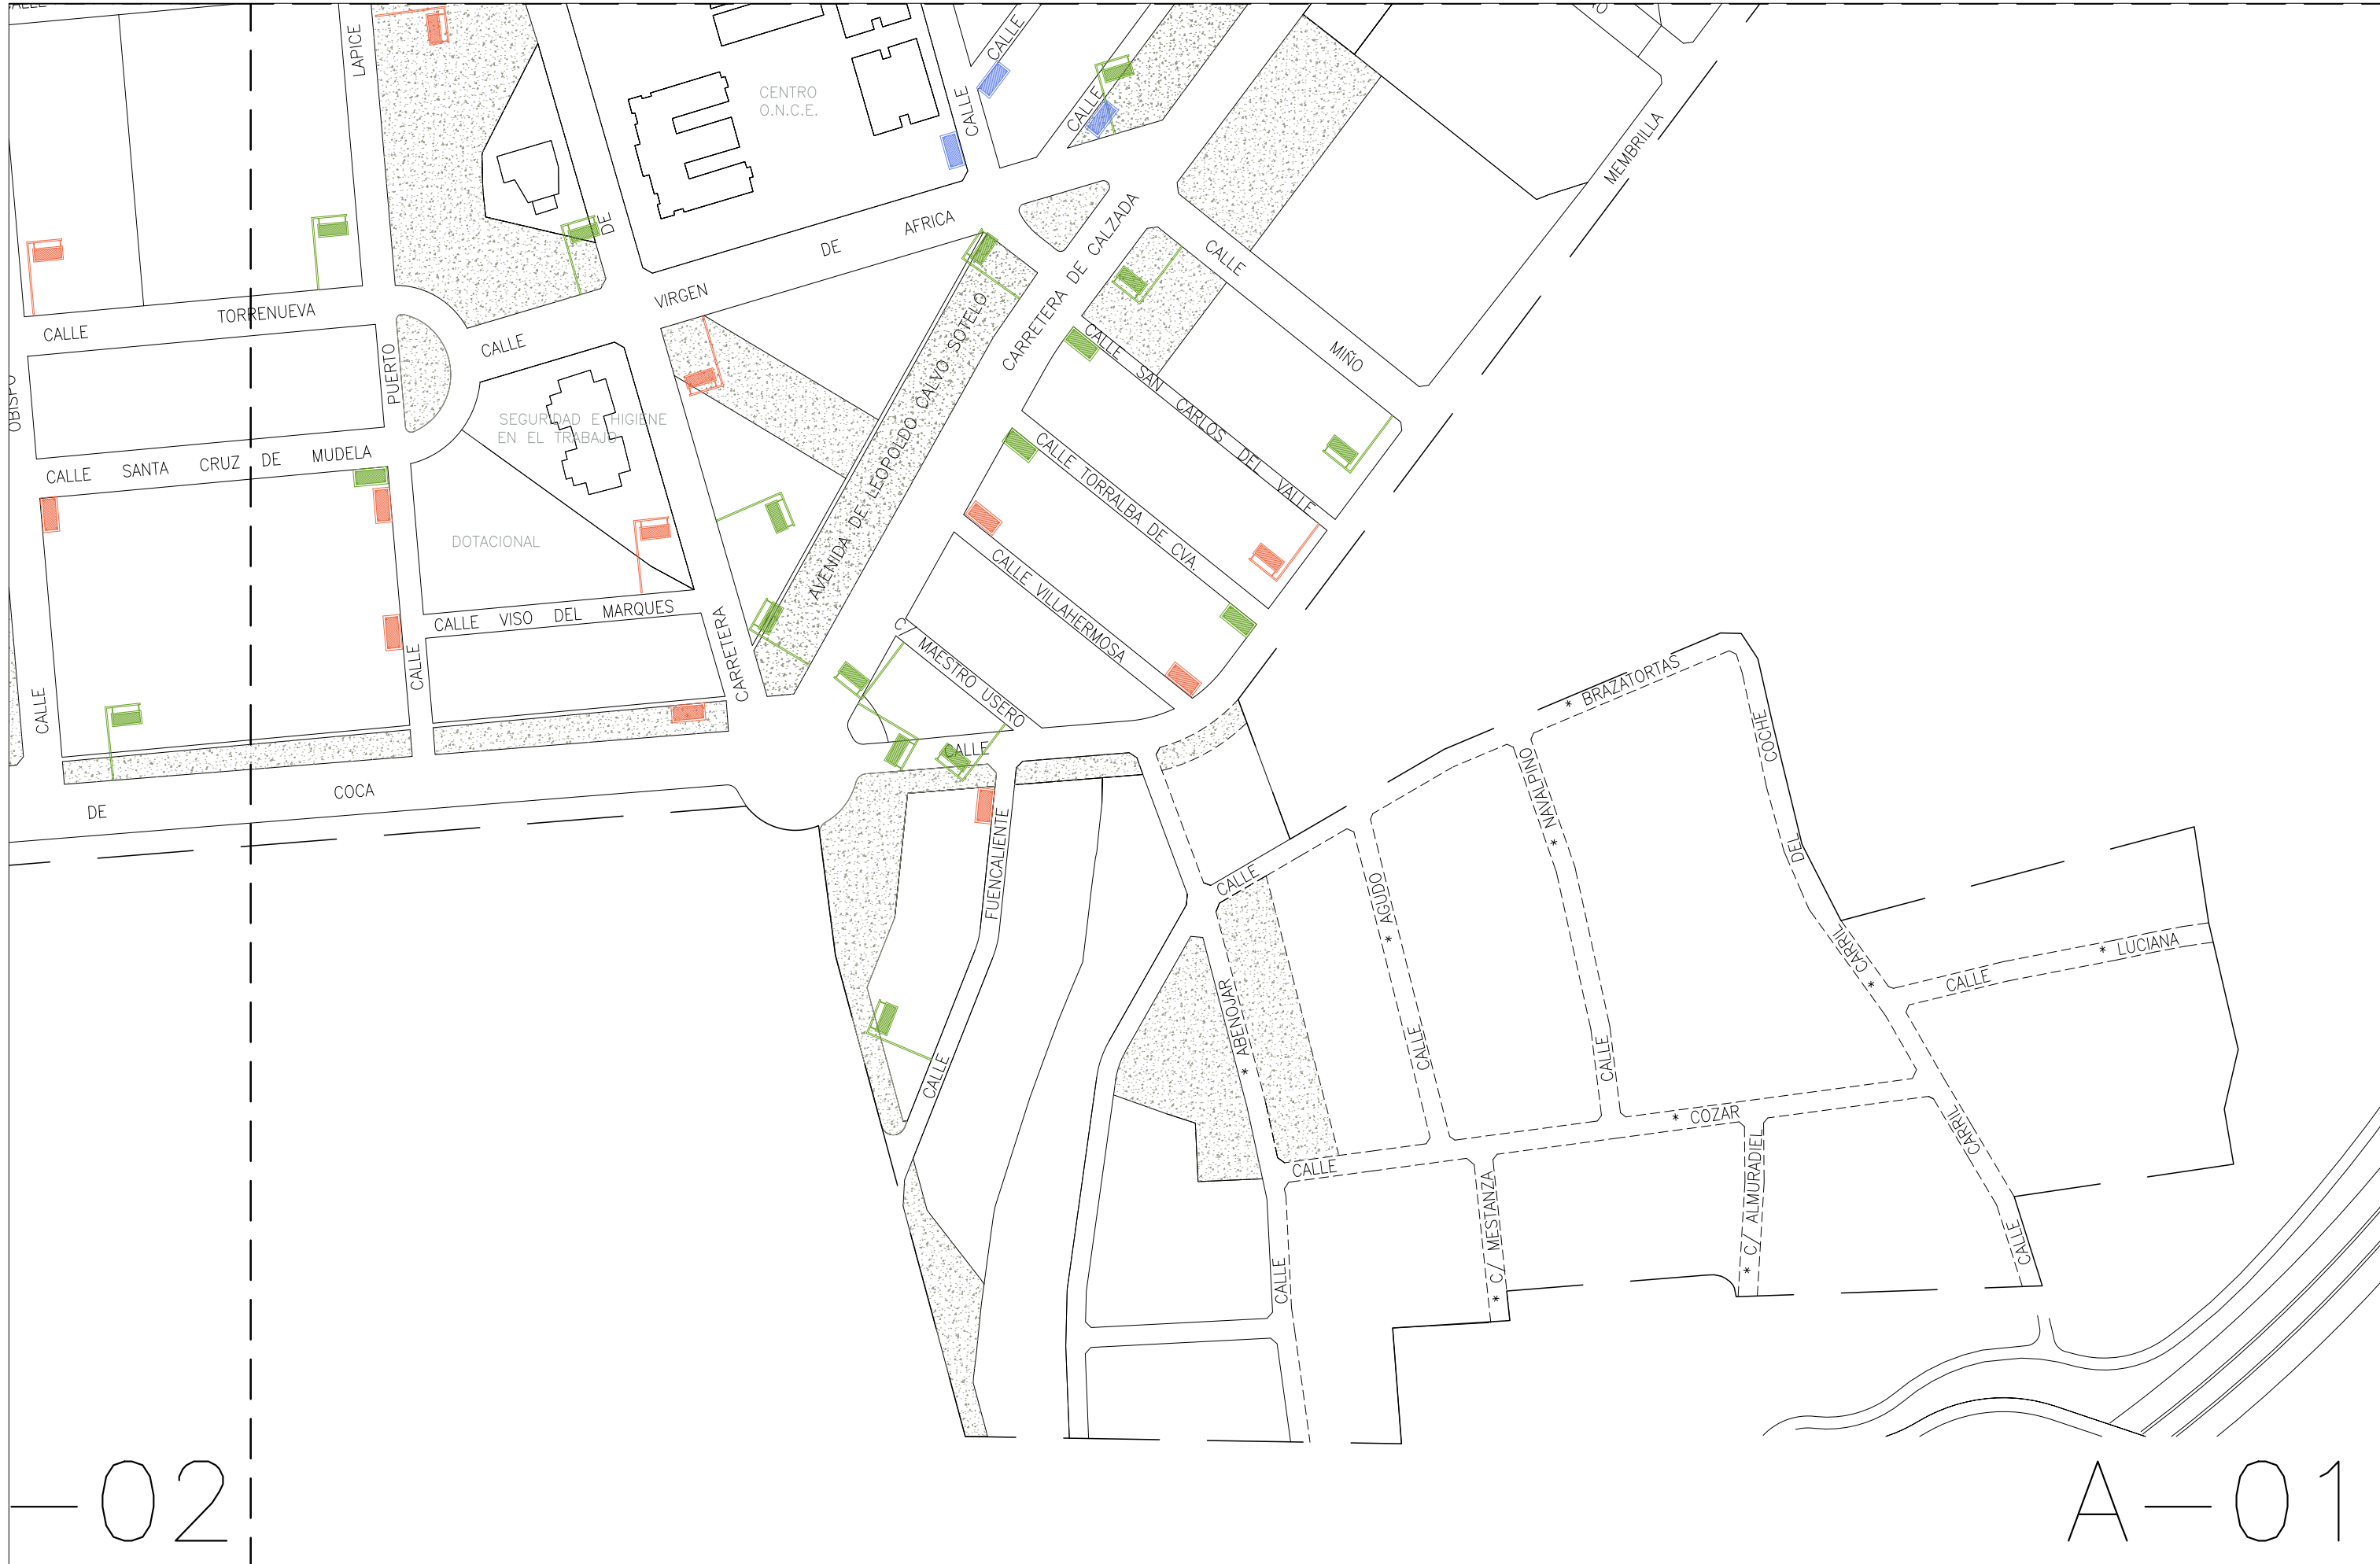 CALLE
LAPICE
CENTRO
O.N.C.E.
CALLE
CALLE
CALLE
MEMBRILLA
DE
VIRGEN
DE
AFRICA
CALLE
TORRENUEVA
CALLE
PUERTO
OBISPO
CARRETERA DE CALZADA
CALLE
MIÑO
AVENIDA DE LEOPOLDO CALVO SOTELO
CALLE SAN CARLOS DEL VALLE
SEGURIDAD E HIGIENE
EN EL TRABAJO
CALLE SANTA CRUZ DE MUDELA
CALLE TORRALBA DE CVA.
DOTACIONAL
CALLE VILLAHERMOSA
CALLE VISO DEL MARQUES
CARRETERA
C/ MAESTRO USERO
CALLE
CALLE
CALLE
DE
COCA
FUENCALIENTE
CALLE
* BRAZATORTAS
CALLE
COCHE
DEL
* CARRIL
* NAVALPINO
CALLE
* AGUDO
CALLE
* ABENOJAR
CALLE
CALLE
* LUCIANA
CALLE
* COZAR
CARRIL
CALLE
* C/ MESTANZA
* C/ ALMURADIEL
-02
A-01